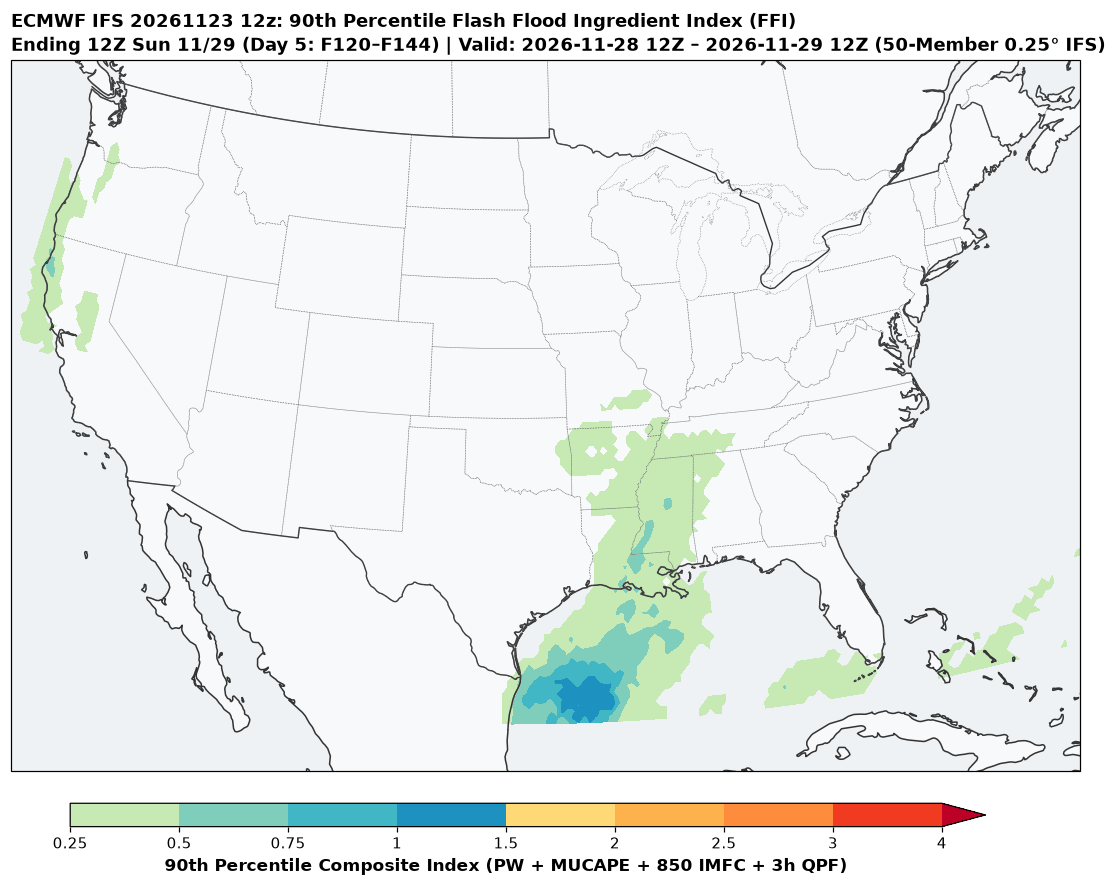 ECMWF IFS 20261123 12z: 90th Percentile Flash Flood Ingredient Index (FFI)
Ending 12Z Sun 11/29 (Day 5: F120–F144) | Valid: 2026-11-28 12Z – 2026-11-29 12Z (50-Member 0.25° IFS)
0.25 0.5 0.75 1 1.5 2 2.5 3 4
90th Percentile Composite Index (PW + MUCAPE + 850 IMFC + 3h QPF)